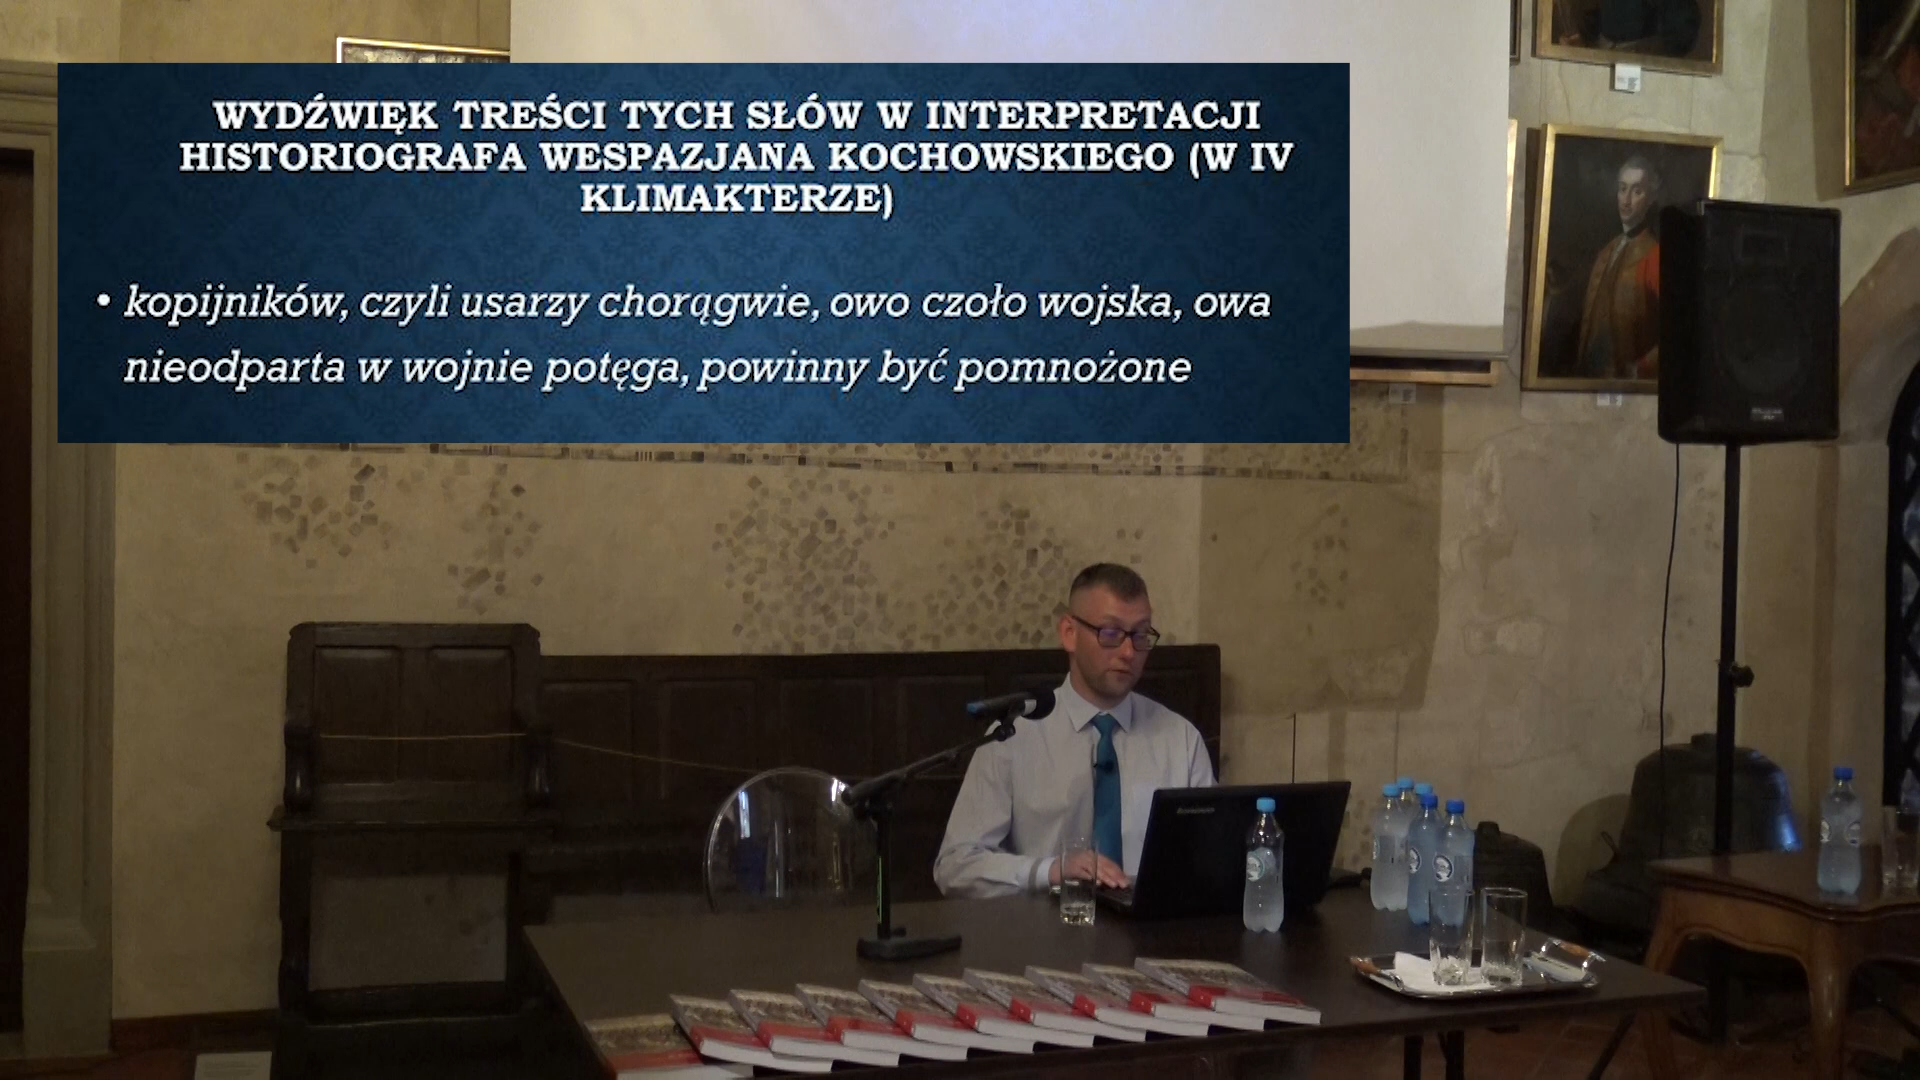 WYDŹWIĘK TREŚCI TYCH SŁÓW W INTERPRETACJI
HISTORIOGRAFA WESPAZJANA KOCHOWSKIEGO (W IV
KLIMAKTERZE)
• kopijników, czyli usarzy chorągwie, owo czoło wojska, owa
nieodparta w wojnie potęga, powinny być pomnożone